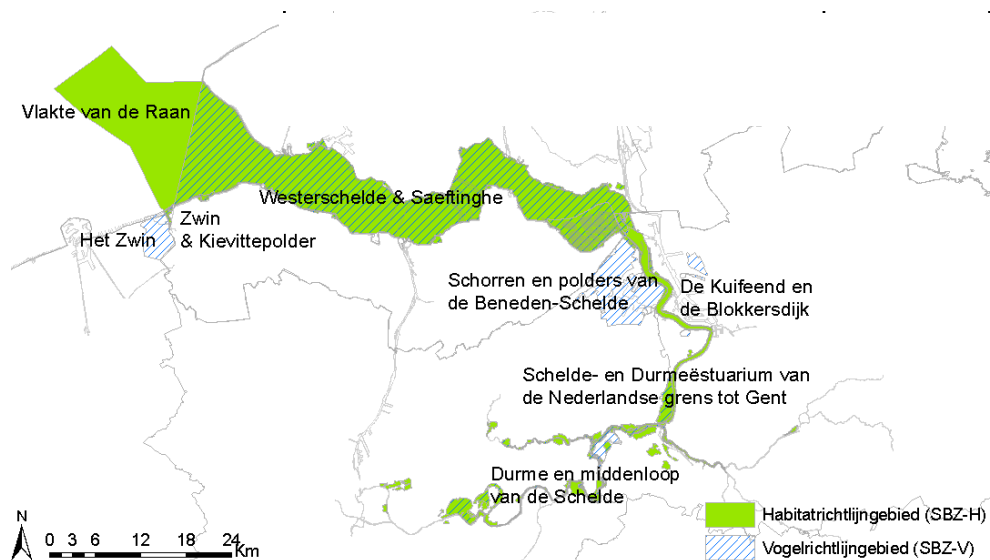 Vlakte van de Raan
Westerschelde & Saeftinghe
Zwin
& Kievittepolder
Het Zwin
Schorren en polders van
de Beneden-Schelde
De Kuifeend en
de Blokkersdijk
Schelde- en Durmeëstuarium van
de Nederlandse grens tot Gent
Durme en middenloop
van de Schelde
N
0 3 6 12 18 24
Km
Habitatrichtlijngebied (SBZ-H)
Vogelrichtlijngebied (SBZ-V)